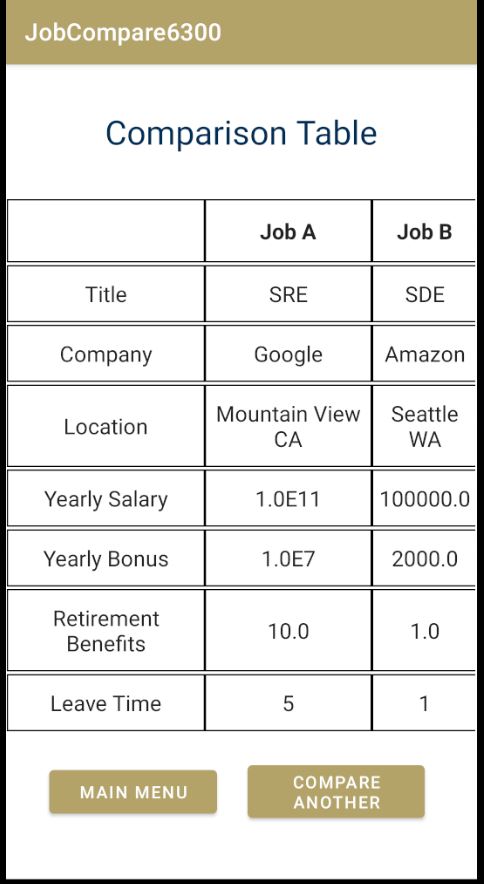 JobCompare6300
Comparison Table
Job A Job B
Title SRE SDE
Company Google Amazon
Location Mountain View CA Seattle WA
Yearly Salary 1.0E11 100000.0
Yearly Bonus 1.0E7 2000.0
Retirement Benefits 10.0 1.0
Leave Time 5 1
MAIN MENU
COMPARE
ANOTHER